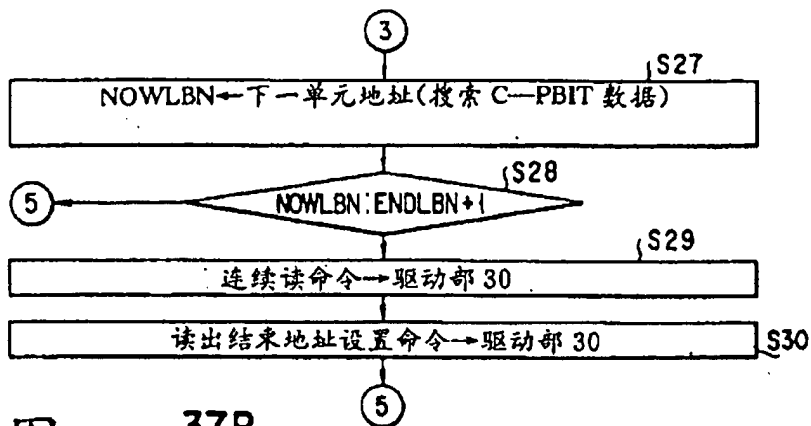 3
S27
NOWLBN←下一单元地址(搜索 C—PBIT 数据)
S28
5
NOWLBN:ENDLBN+1
S29
连续读命令→驱动部 30
读出结束地址设置命令→驱动部 30
S30
5
37B